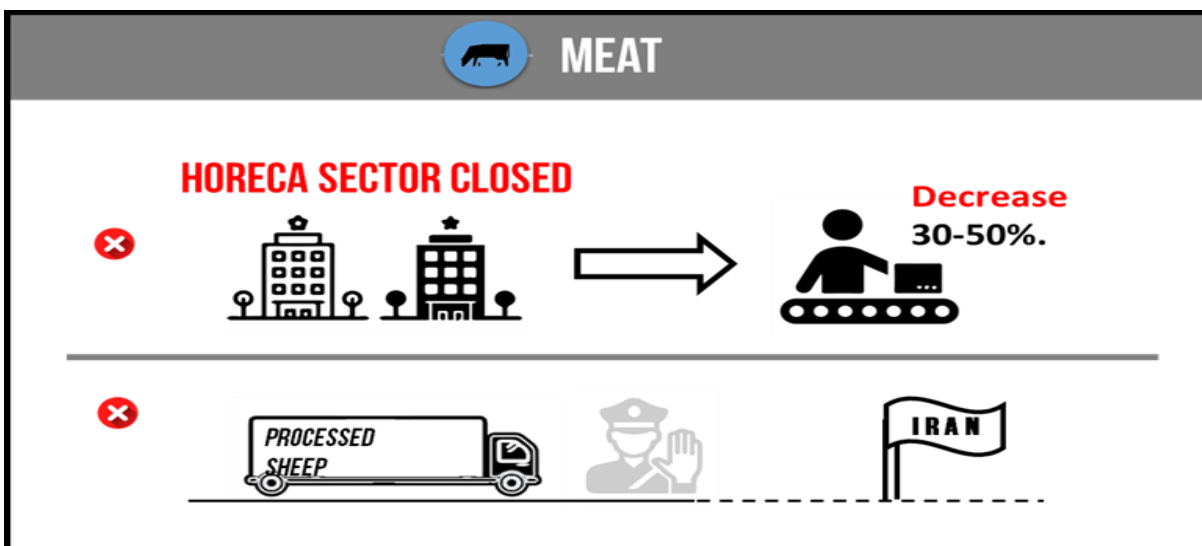 MEAT
HORECA SECTOR CLOSED
Decrease
30-50%.
PROCESSED
SHEEP
IRAN